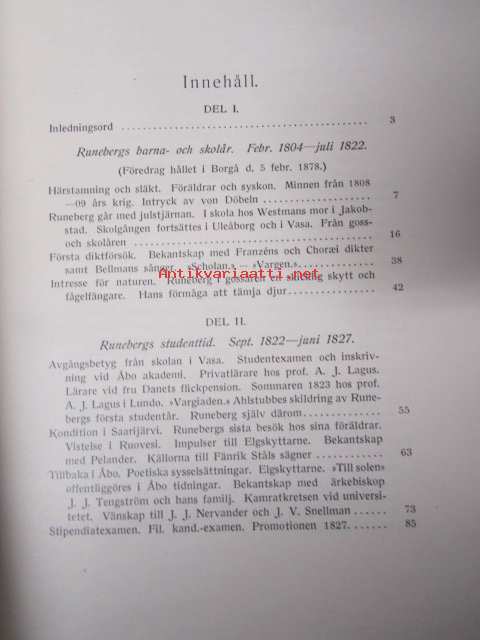 Innehåll.
DEL I.
Inledningsord 3
Runebergs barna- och skolår. Febr. 1804—juli 1822.
(Föredrag hållet i Borgå d. 5 febr. 1878.)
Härstamning och släkt. Föräldrar och syskon. Minnen från 1808
—09 års krig. Intryck av von Döbeln 7
Runeberg går med julstjärnan. I skola hos Westmans mor i Jakob-
stad. Skolgången fortsättes i Uleåborg och i Vasa. Från goss-
och skolåren 16
Första diktförsök. Bekantskap med Franzéns och Choræi dikter
samt Bellmans sånger. »Scholan.» — »Vargen.» 38
Intresse för naturen. Runeberg i gossåren en skicklig skytt och
fågelfängare. Hans förmåga att tämja djur 42
Antikvariaatti.net
DEL II.
Runebergs studenttid. Sept. 1822—juni 1827.
Avgångsbetyg från skolan i Vasa. Studentexamen och inskriv-
ning vid Åbo akademi. Privatlärare hos prof. A. J. Lagus.
Lärare vid fru Danets flickpension. Sommaren 1823 hos prof.
A. J. Lagus i Lundo. »Vargiaden.» Ahlstubbes skildring av Rune-
bergs första studentår. Runeberg själv därom 55
Kondition i Saarijärvi. Runebergs sista besök hos sina föräldrar.
Vistelse i Ruovesi. Impulser till Elgskyttarne. Bekantskap
med Pelander. Källorna till Fänrik Ståls sägner 63
Tillbaka i Åbo. Poetiska sysselsättningar. Elgskyttarne. »Till solen»
offentliggöres i Åbo tidningar. Bekantskap med ärkebiskop
J. J. Tengström och hans familj. Kamratkretsen vid universi-
tetet. Vänskap till J. J. Nervander och J. V. Snellman 73
Stipendiatexamen. Fil. kand.-examen. Promotionen 1827. 85